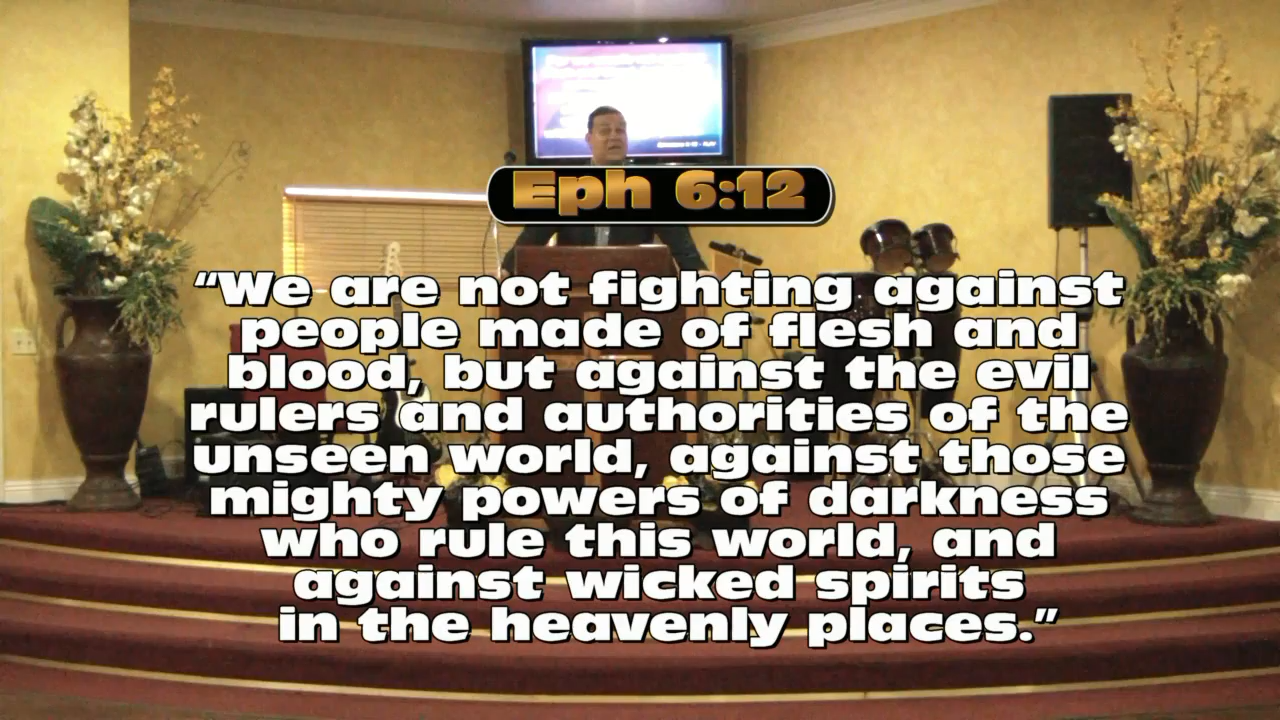 Eph 6:12
“We are not fighting against
people made of flesh and
blood, but against the evil
rulers and authorities of the
unseen world, against those
mighty powers of darkness
who rule this world, and
against wicked spirits
in the heavenly places.”